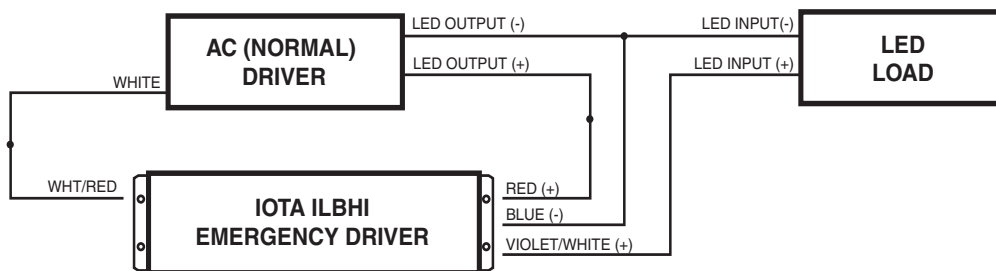 LED OUTPUT (-)
LED INPUT(-)
AC (NORMAL)
DRIVER
LED
LOAD
LED OUTPUT (+)
LED INPUT (+)
WHITE
WHT/RED
RED (+)
IOTA ILBHI
EMERGENCY DRIVER
BLUE (-)
VIOLET/WHITE (+)